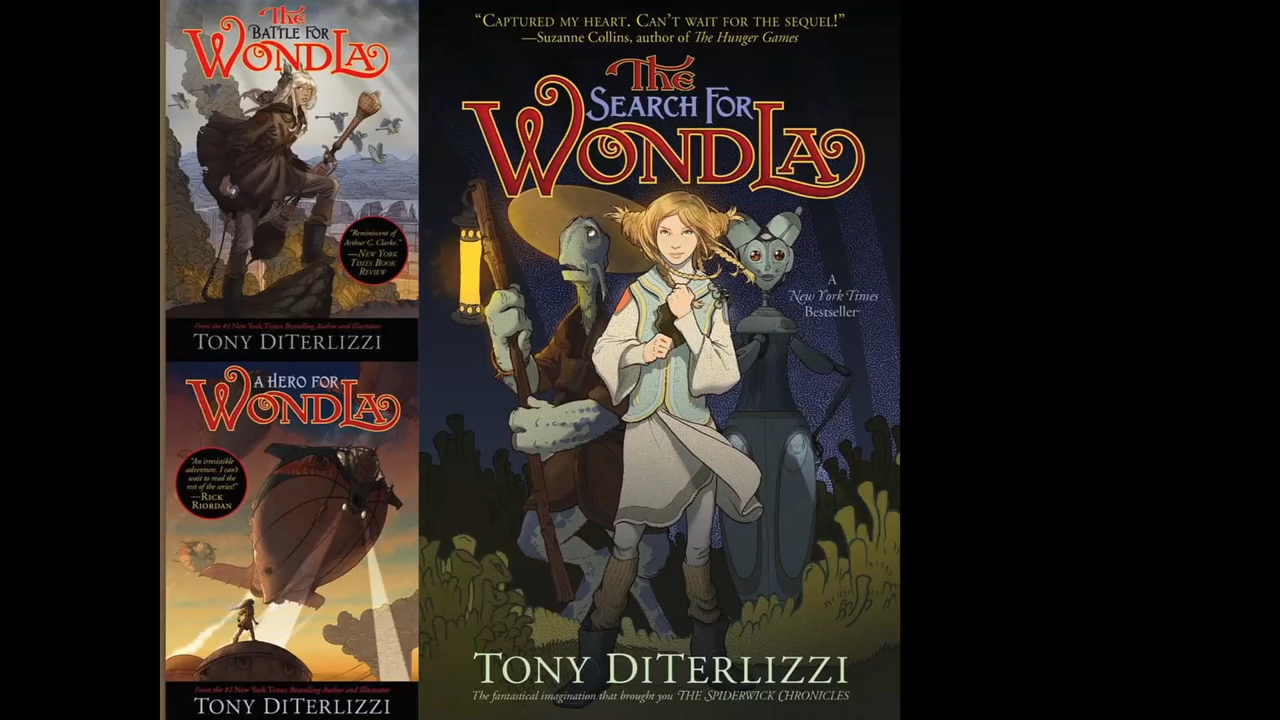 The
BATTLE FOR
WONDLA
"Reminiscent of
Arthur C. Clarke."
—NEW YORK
TIMES BOOK
REVIEW
From the #1 New York Times Bestselling Author and Illustrator
TONY DITERLIZZI
A HERO FOR
WONDLA
"An irresistible
adventure. I can't
wait to read the
rest of the series!"
—RICK
RIORDAN
From the #1 New York Times Bestselling Author and Illustrator
TONY DITERLIZZI
"CAPTURED MY HEART. CAN'T WAIT FOR THE SEQUEL!"
—Suzanne Collins, author of The Hunger Games
The
SEARCH FOR
WONDLA
A
New York Times
Bestseller
TONY DITERLIZZI
The fantastical imagination that brought you THE SPIDERWICK CHRONICLES